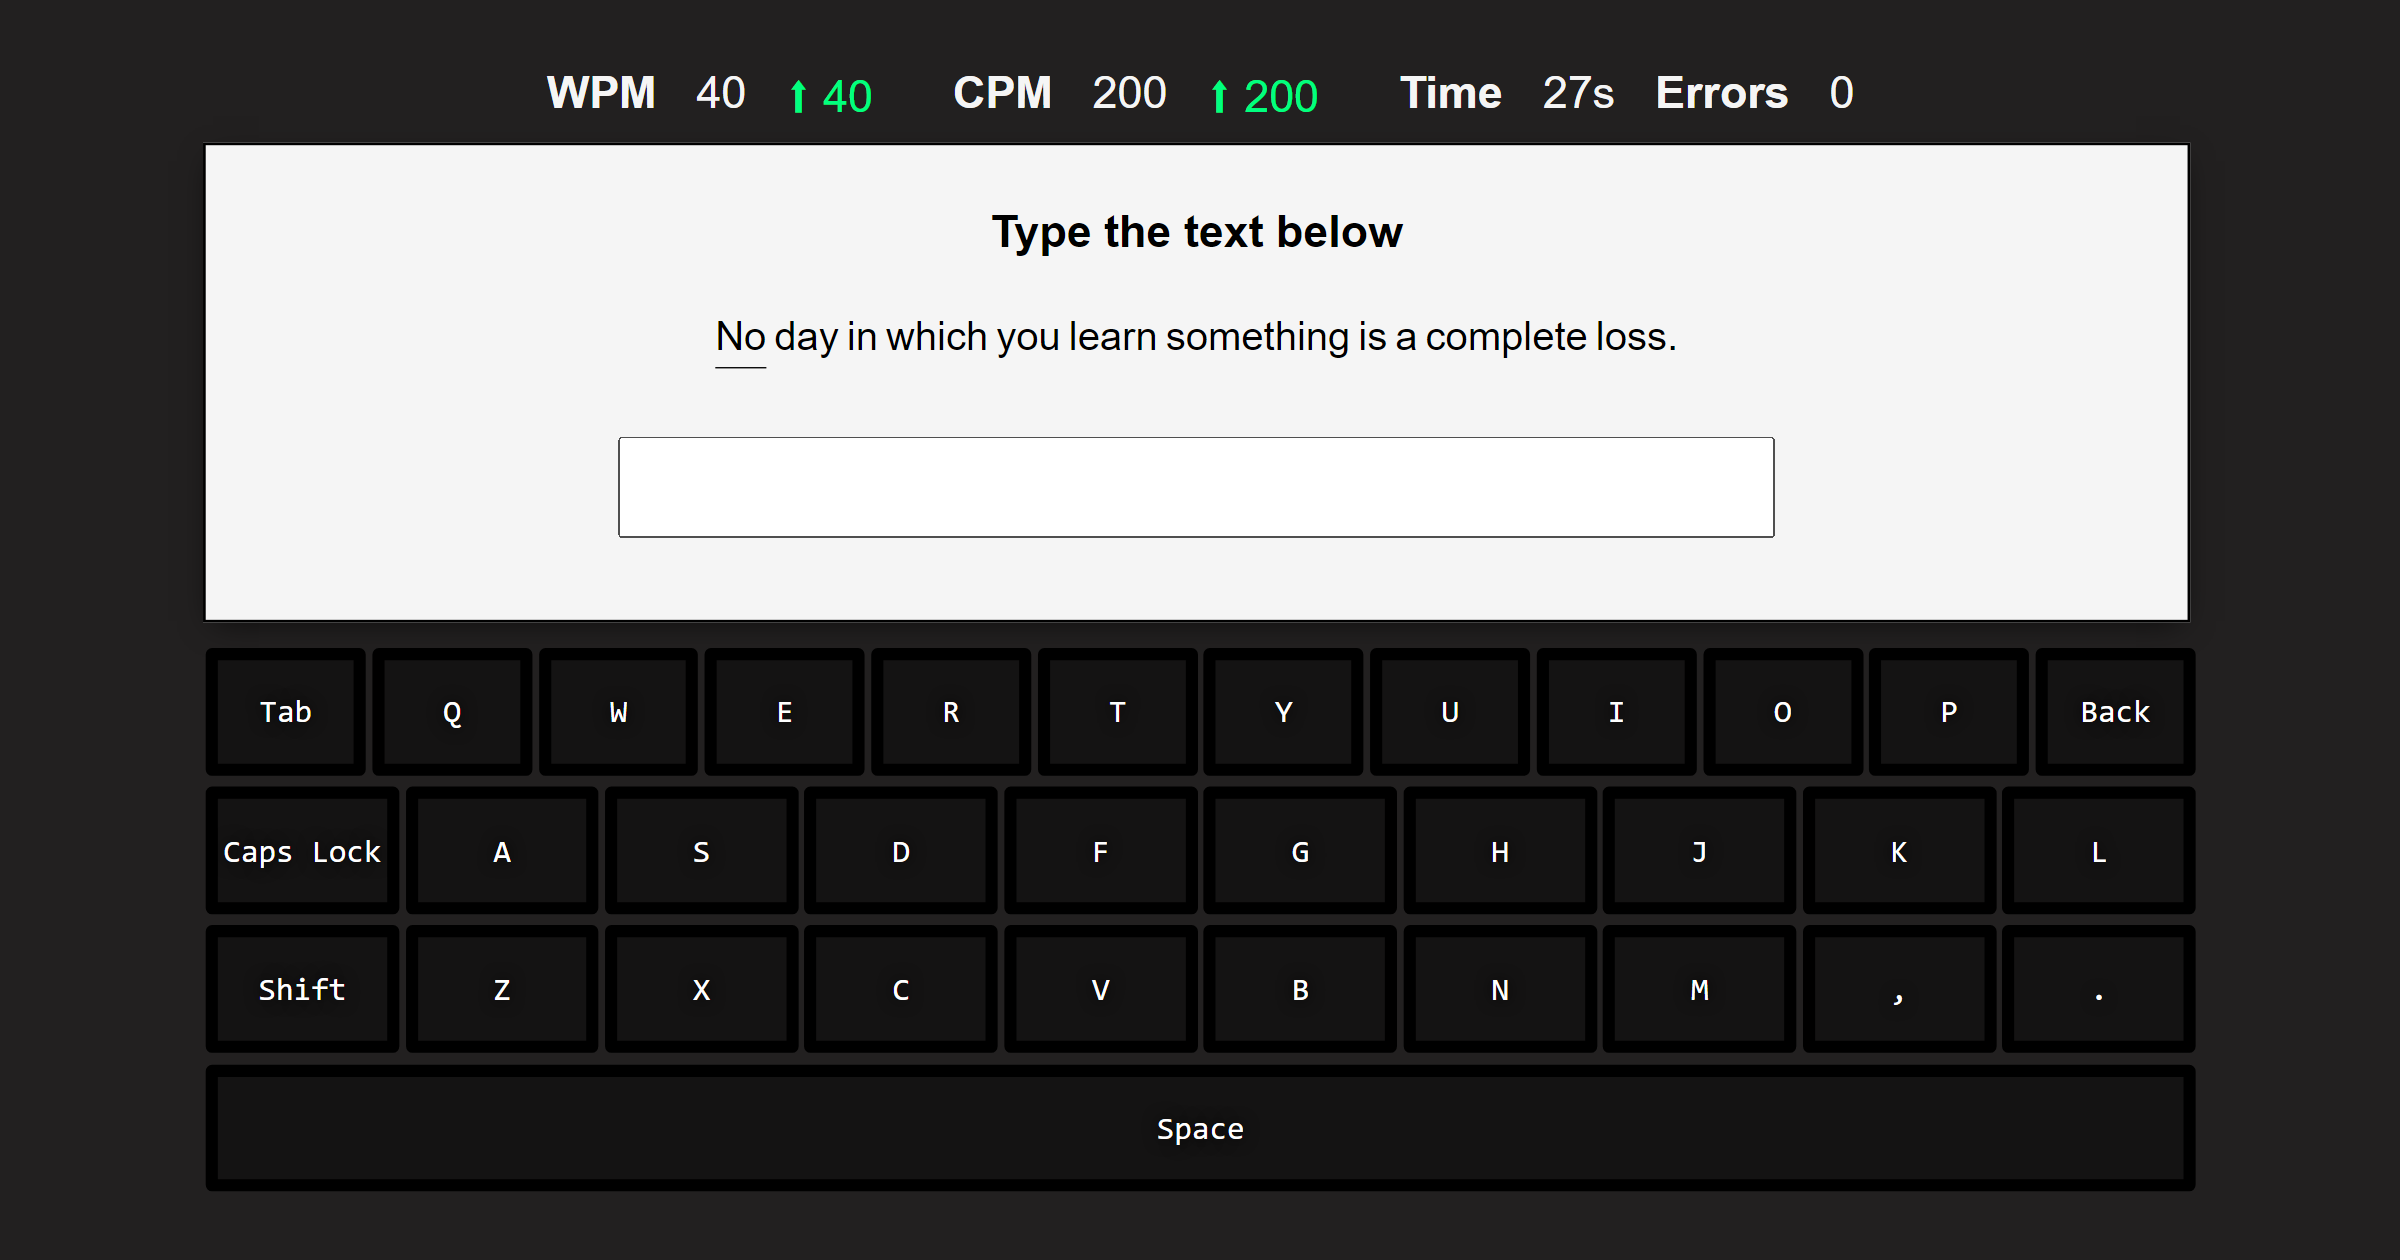 WPM 40 ⬆ 40 CPM 200 ⬆ 200 Time 27s Errors 0
Type the text below
No day in which you learn something is a complete loss.
Tab Q W E R T Y U I O P Back
Caps Lock A S D F G H J K L
Shift Z X C V B N M , .
Space